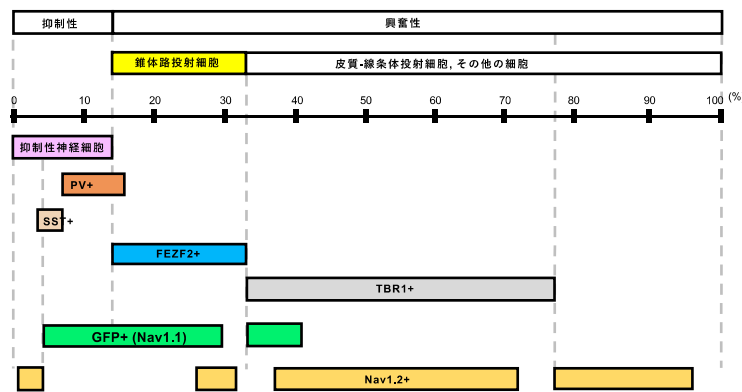 抑制性 興奮性
錐体路投射細胞 皮質-線条体投射細胞, その他の細胞
0 10 20 30 40 50 60 70 80 90 100 (%
抑制性神経細胞
PV+
SST+
FEZF2+
TBR1+
GFP+ (Nav1.1)
Nav1.2+